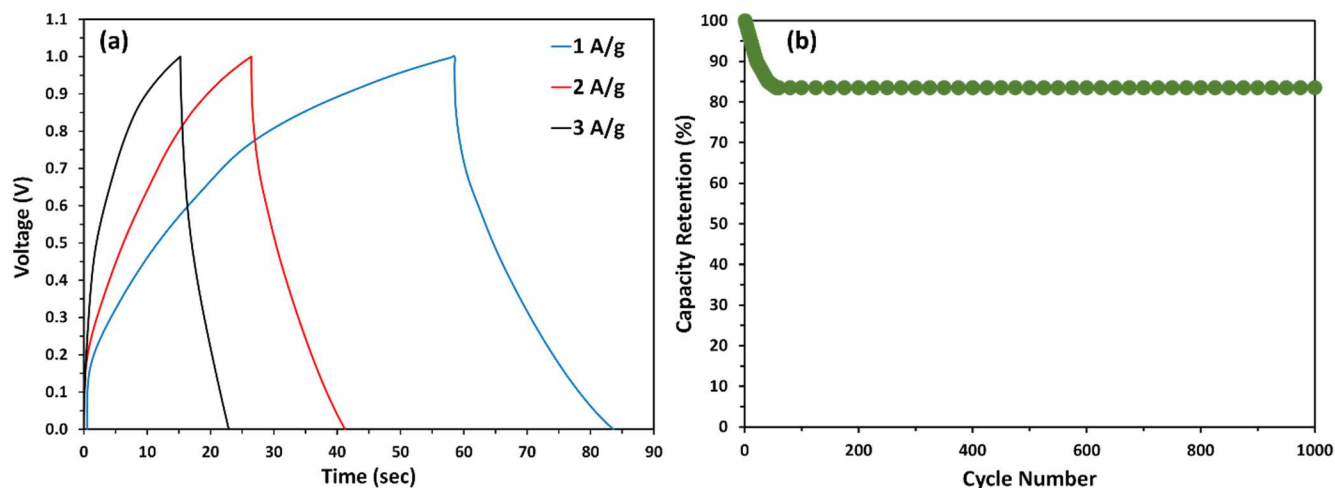 (a)
1 A/g
2 A/g
3 A/g
Voltage (V)
1.1
1.0
0.9
0.8
0.7
0.6
0.5
0.4
0.3
0.2
0.1
0.0
0 10 20 30 40 50 60 70 80 90
Time (sec)
(b)
Capacity Retention (%)
100
90
80
70
60
50
40
30
20
10
0
0 200 400 600 800 1000
Cycle Number